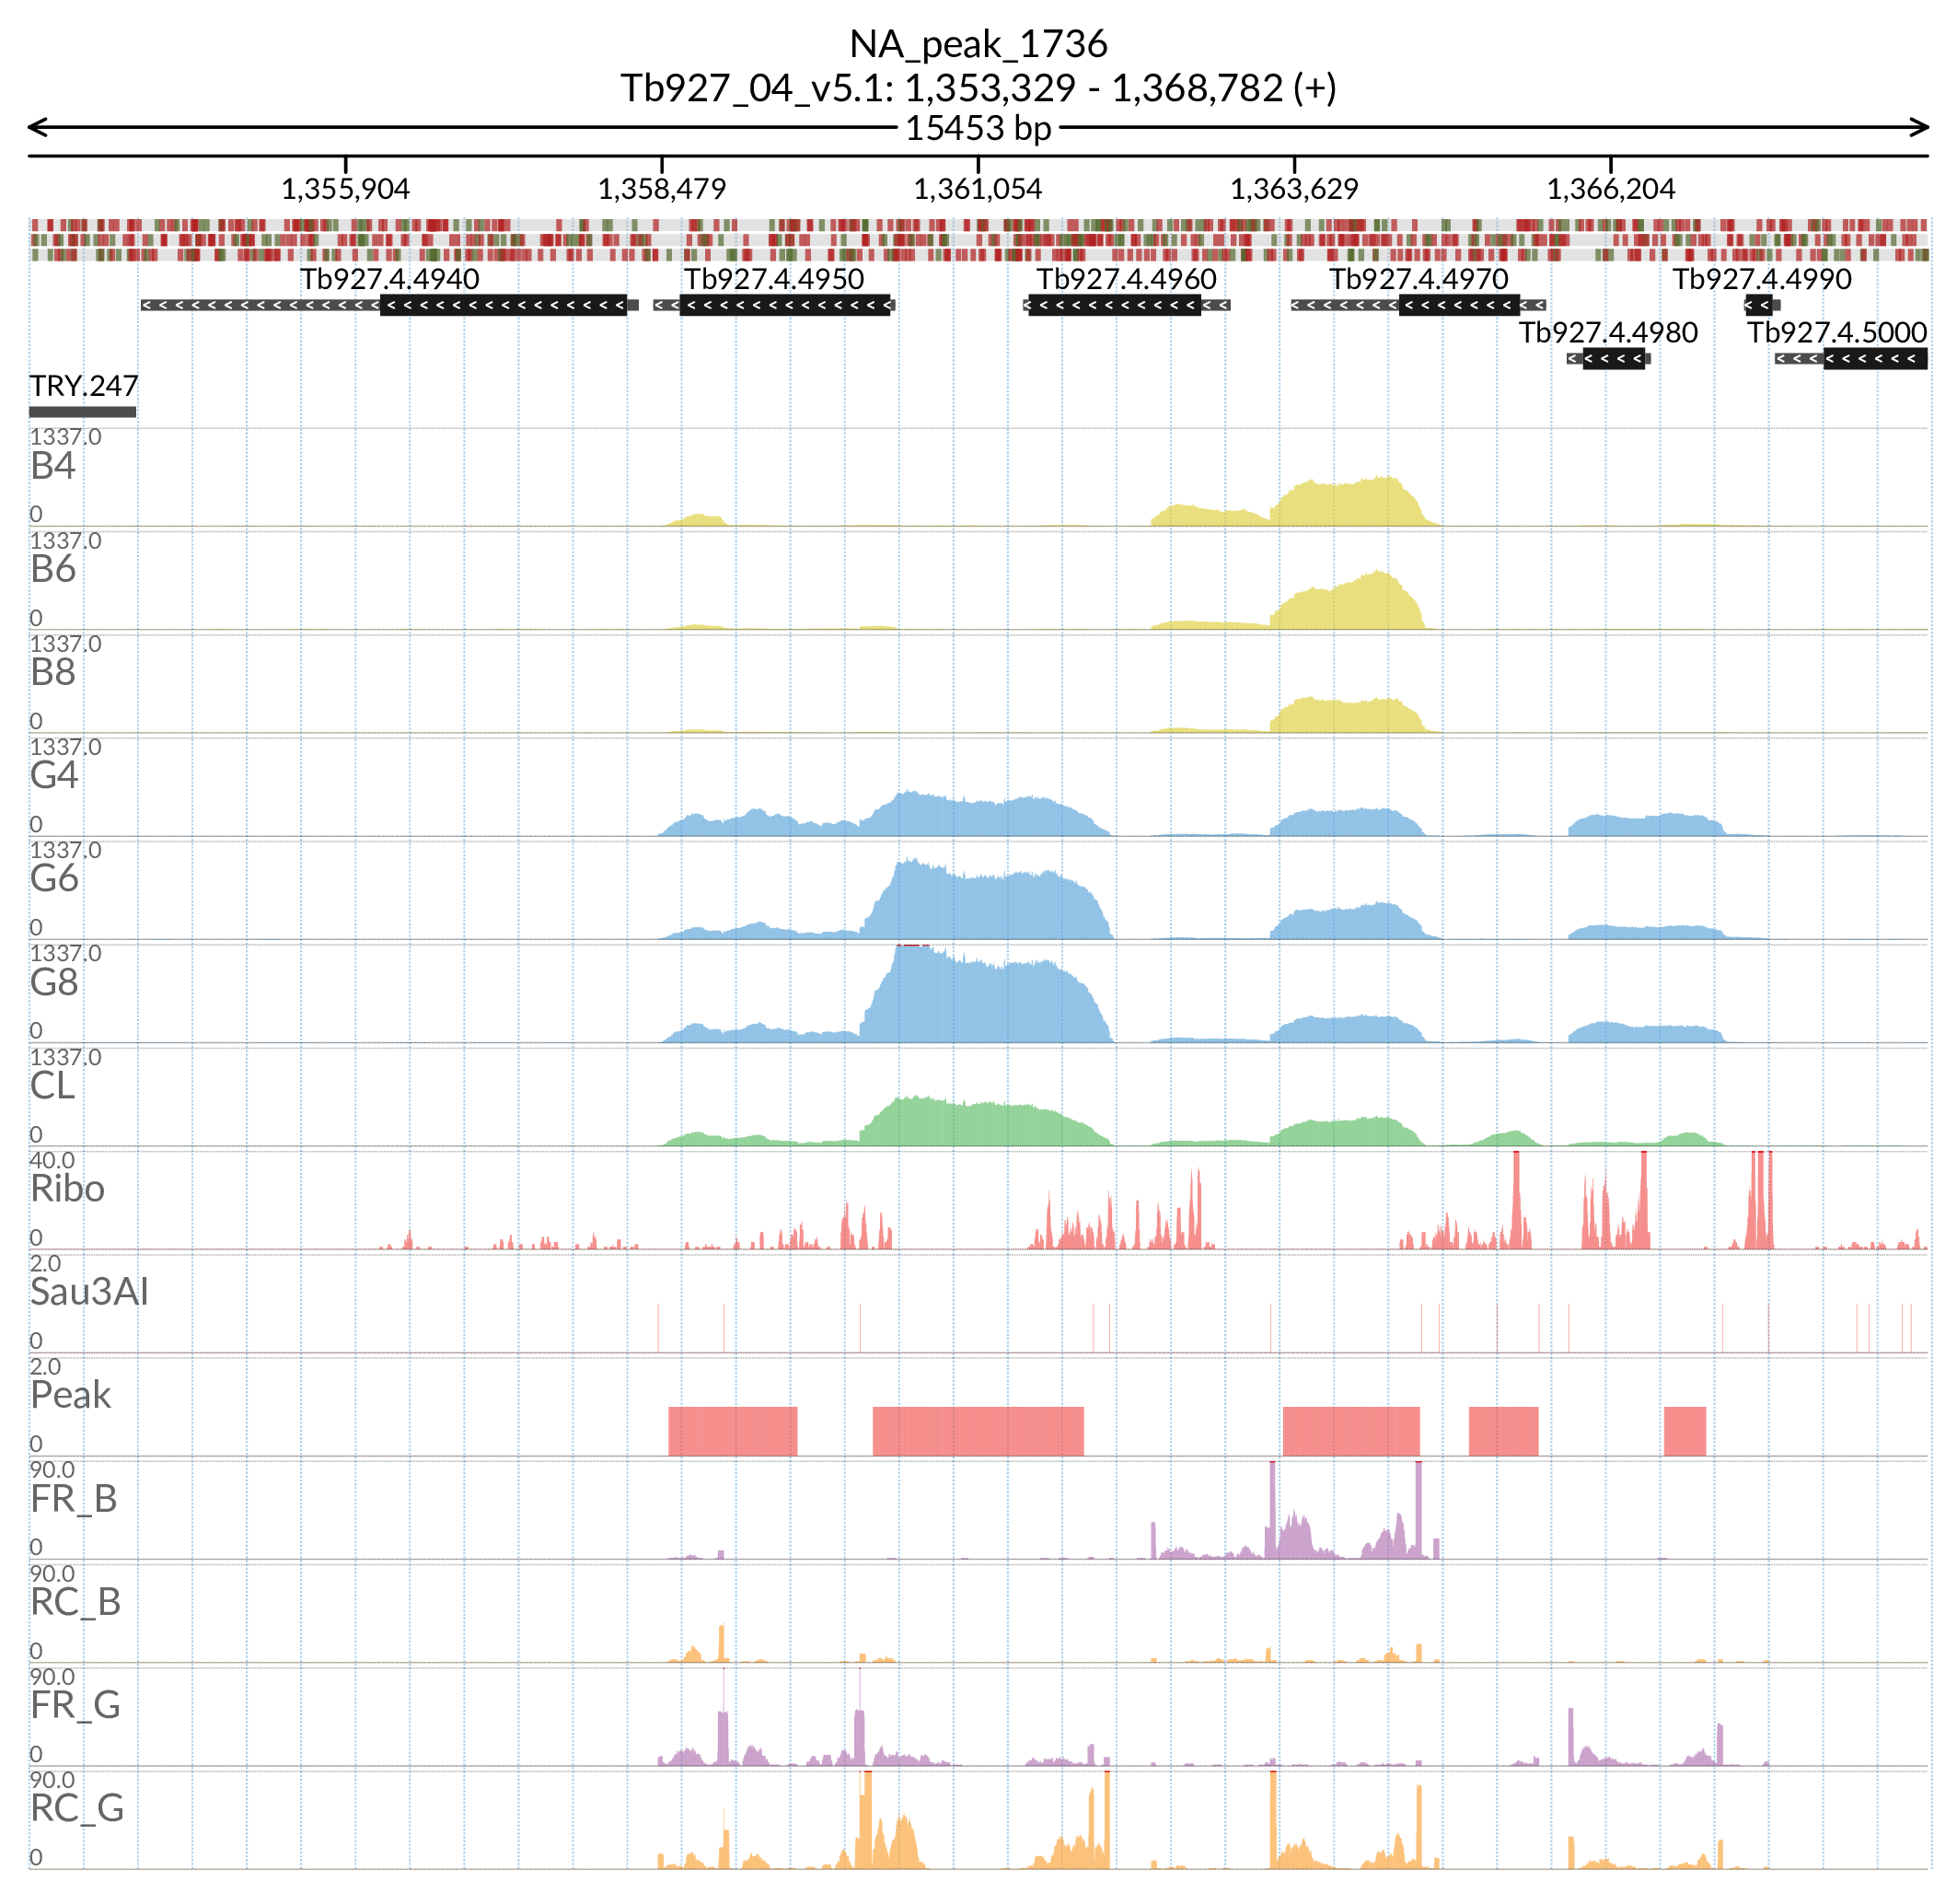 NA_peak_1736
Tb927_04_v5.1: 1,353,329 - 1,368,782 (+)
15453 bp
1,355,904 1,358,479 1,361,054 1,363,629 1,366,204
Tb927.4.4940 Tb927.4.4950 Tb927.4.4960 Tb927.4.4970 Tb927.4.4990
Tb927.4.4980 Tb927.4.5000
TRY.247
1337.0
B4
0
1337.0
B6
0
1337.0
B8
0
1337.0
G4
0
1337.0
G6
0
1337.0
G8
0
1337.0
CL
0
40.0
Ribo
0
2.0
Sau3AI
0
2.0
Peak
0
90.0
FR_B
0
90.0
RC_B
0
90.0
FR_G
0
90.0
RC_G
0